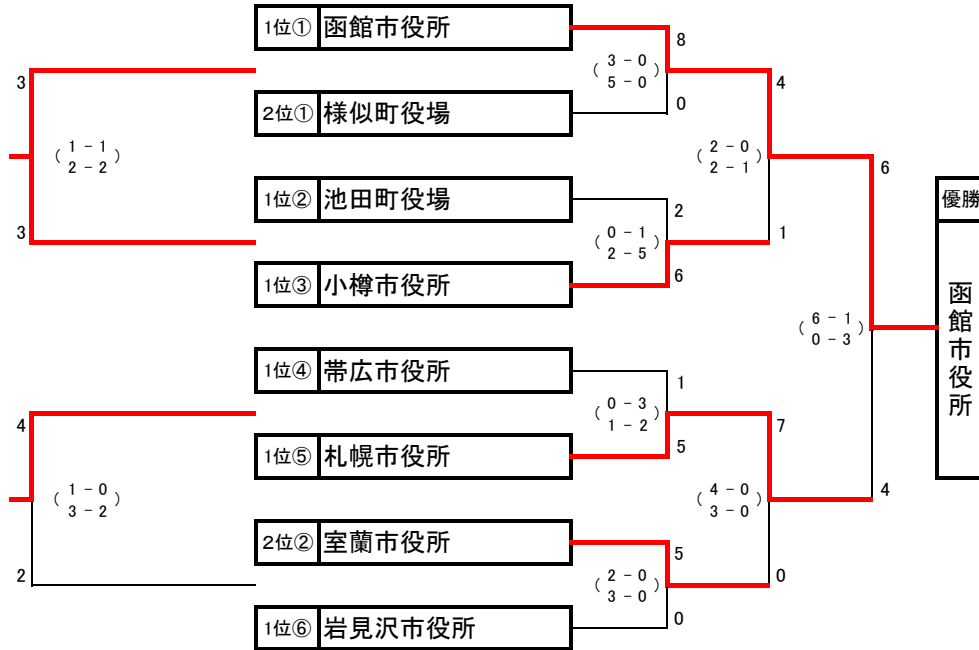 1位① 函館市役所
8
3 - 0
( )
5 - 0
3
4
2位① 様似町役場
0
1 - 1
( )
2 - 2
2 - 0
( )
2 - 1
6
1位② 池田町役場
2
優勝
3
0 - 1
( )
2 - 5
1
1位③ 小樽市役所
6
函館市役所
6 - 1
( )
0 - 3
1位④ 帯広市役所
1
0 - 3
( )
1 - 2
4
7
1位⑤ 札幌市役所
5
1 - 0
( )
3 - 2
4 - 0
( )
3 - 0
4
2位② 室蘭市役所
5
2
2 - 0
( )
3 - 0
0
1位⑥ 岩見沢市役所
0